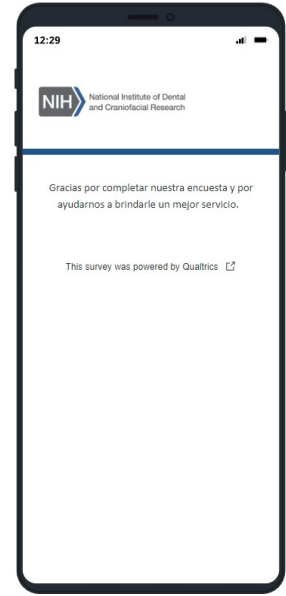 12:29
NIH
National Institute of Dental
and Craniofacial Research
Gracias por completar nuestra encuesta y por
ayudarnos a brindarle un mejor servicio.
This survey was powered by Qualtrics